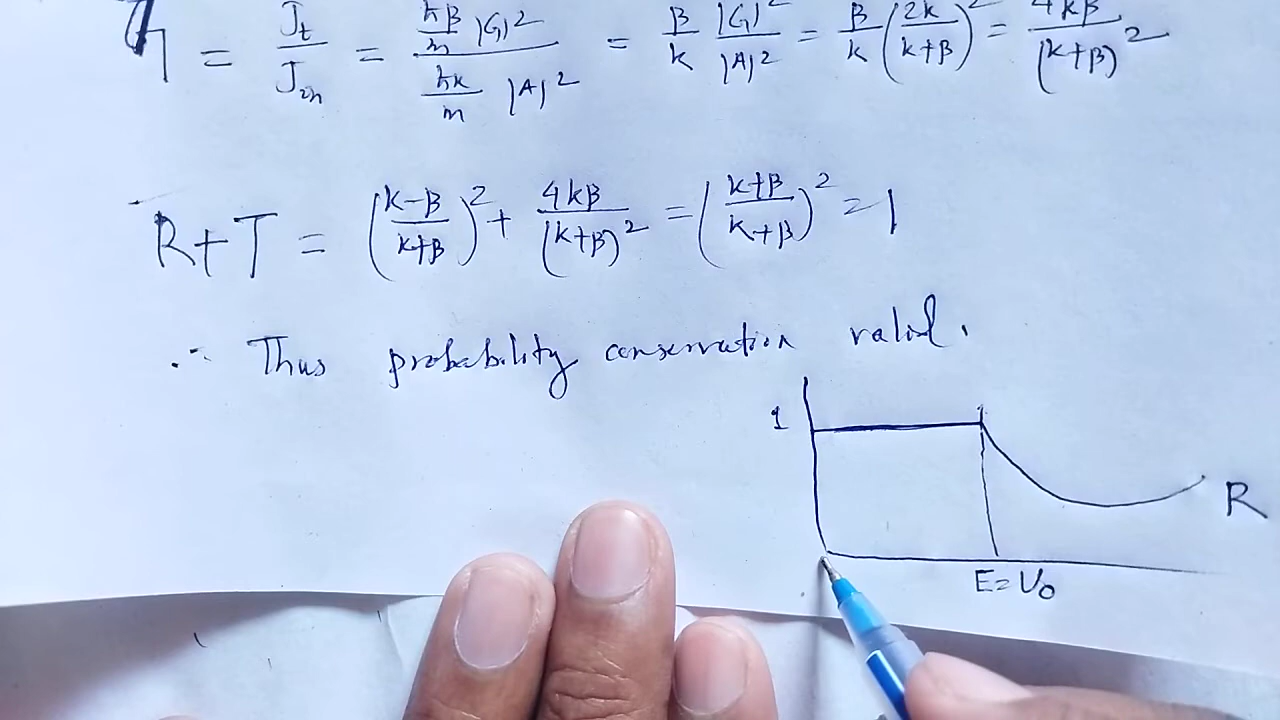 T = J_t / J_in = (ħβ/m |G|²) / (ħk/m |A|²) = β/k |G|²/|A|² = β/k (2k/(k+β))² = 4kβ/(k+β)²
R+T = ((k-β)/(k+β))² + 4kβ/(k+β)² = ((k+β)/(k+β))² = 1
∴ Thus probability conservation valid.
1
R
E=U₀